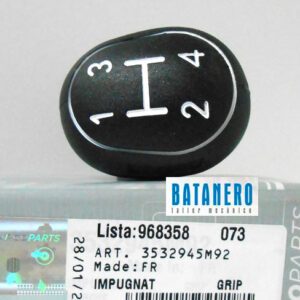 3 4
1 2
BATANERO
taller mecánico
PARTS
Lista:968358 073
ART. 3532945M92
Made:FR
IMPUGNAT GRIP
28/01/2